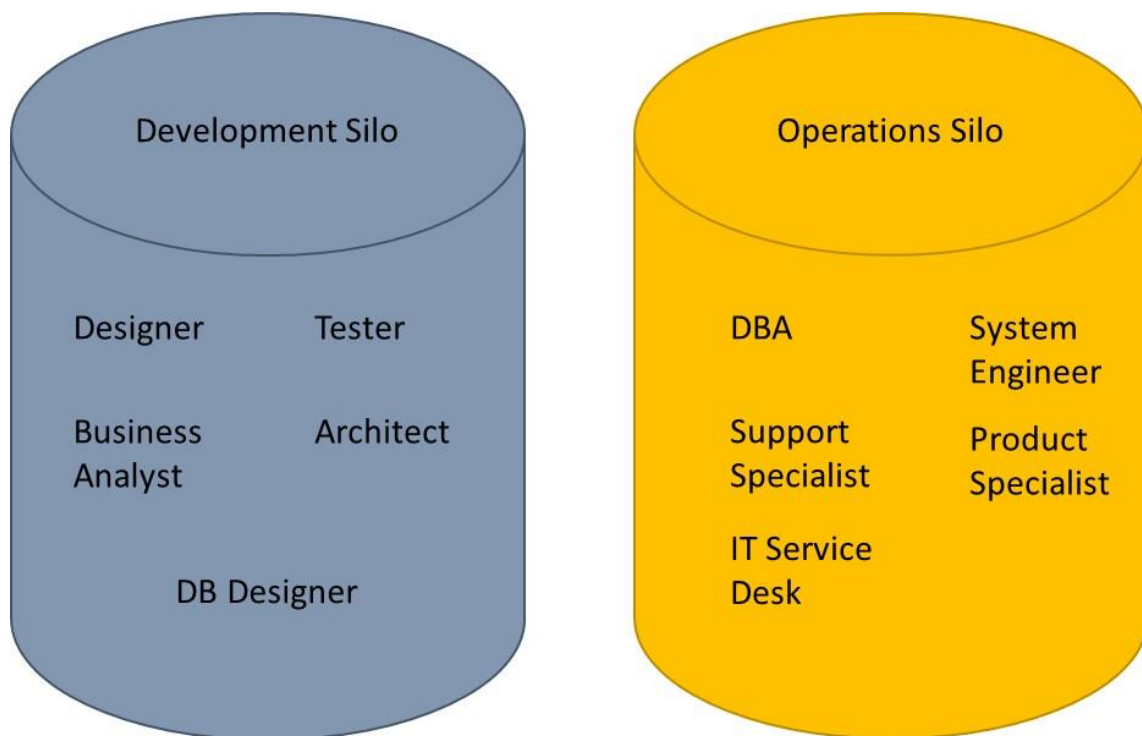 Development Silo
Designer
Tester
Business
Analyst
Architect
DB Designer
Operations Silo
DBA
System
Engineer
Support
Specialist
Product
Specialist
IT Service
Desk